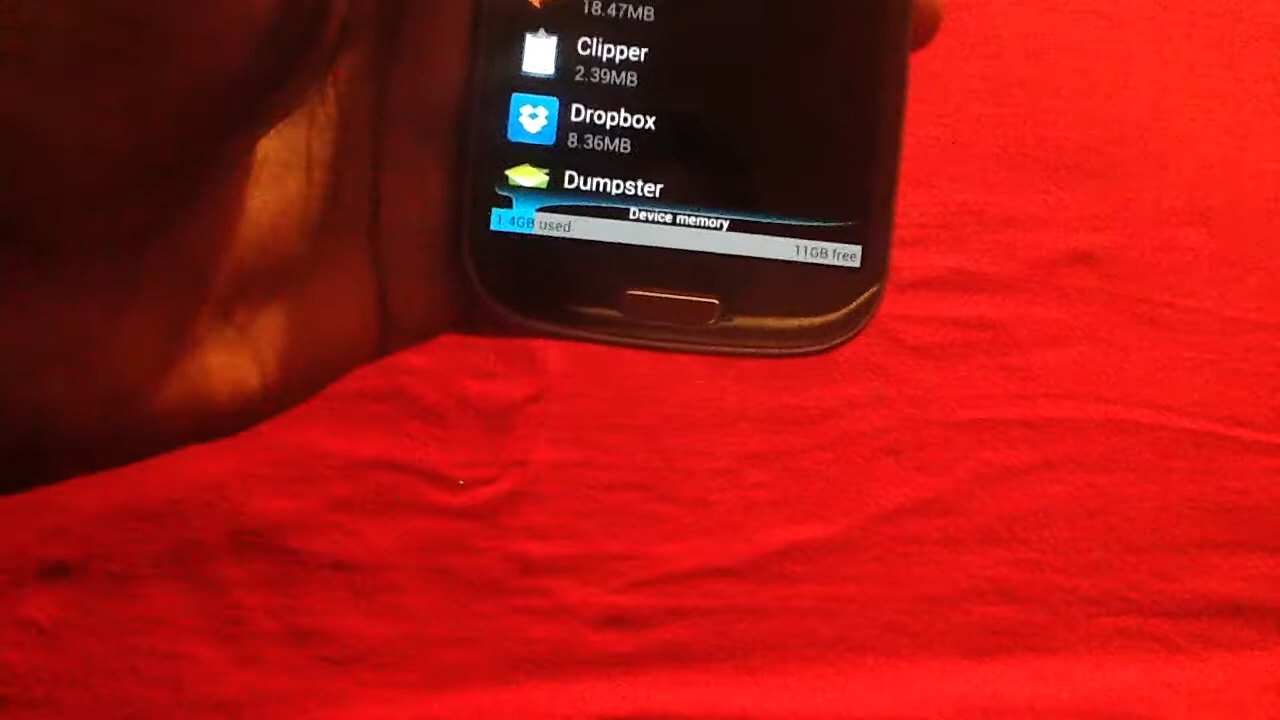 18.47MB
Clipper
2.39MB
Dropbox
8.36MB
Dumpster
Device memory
1.4GB used
11GB free